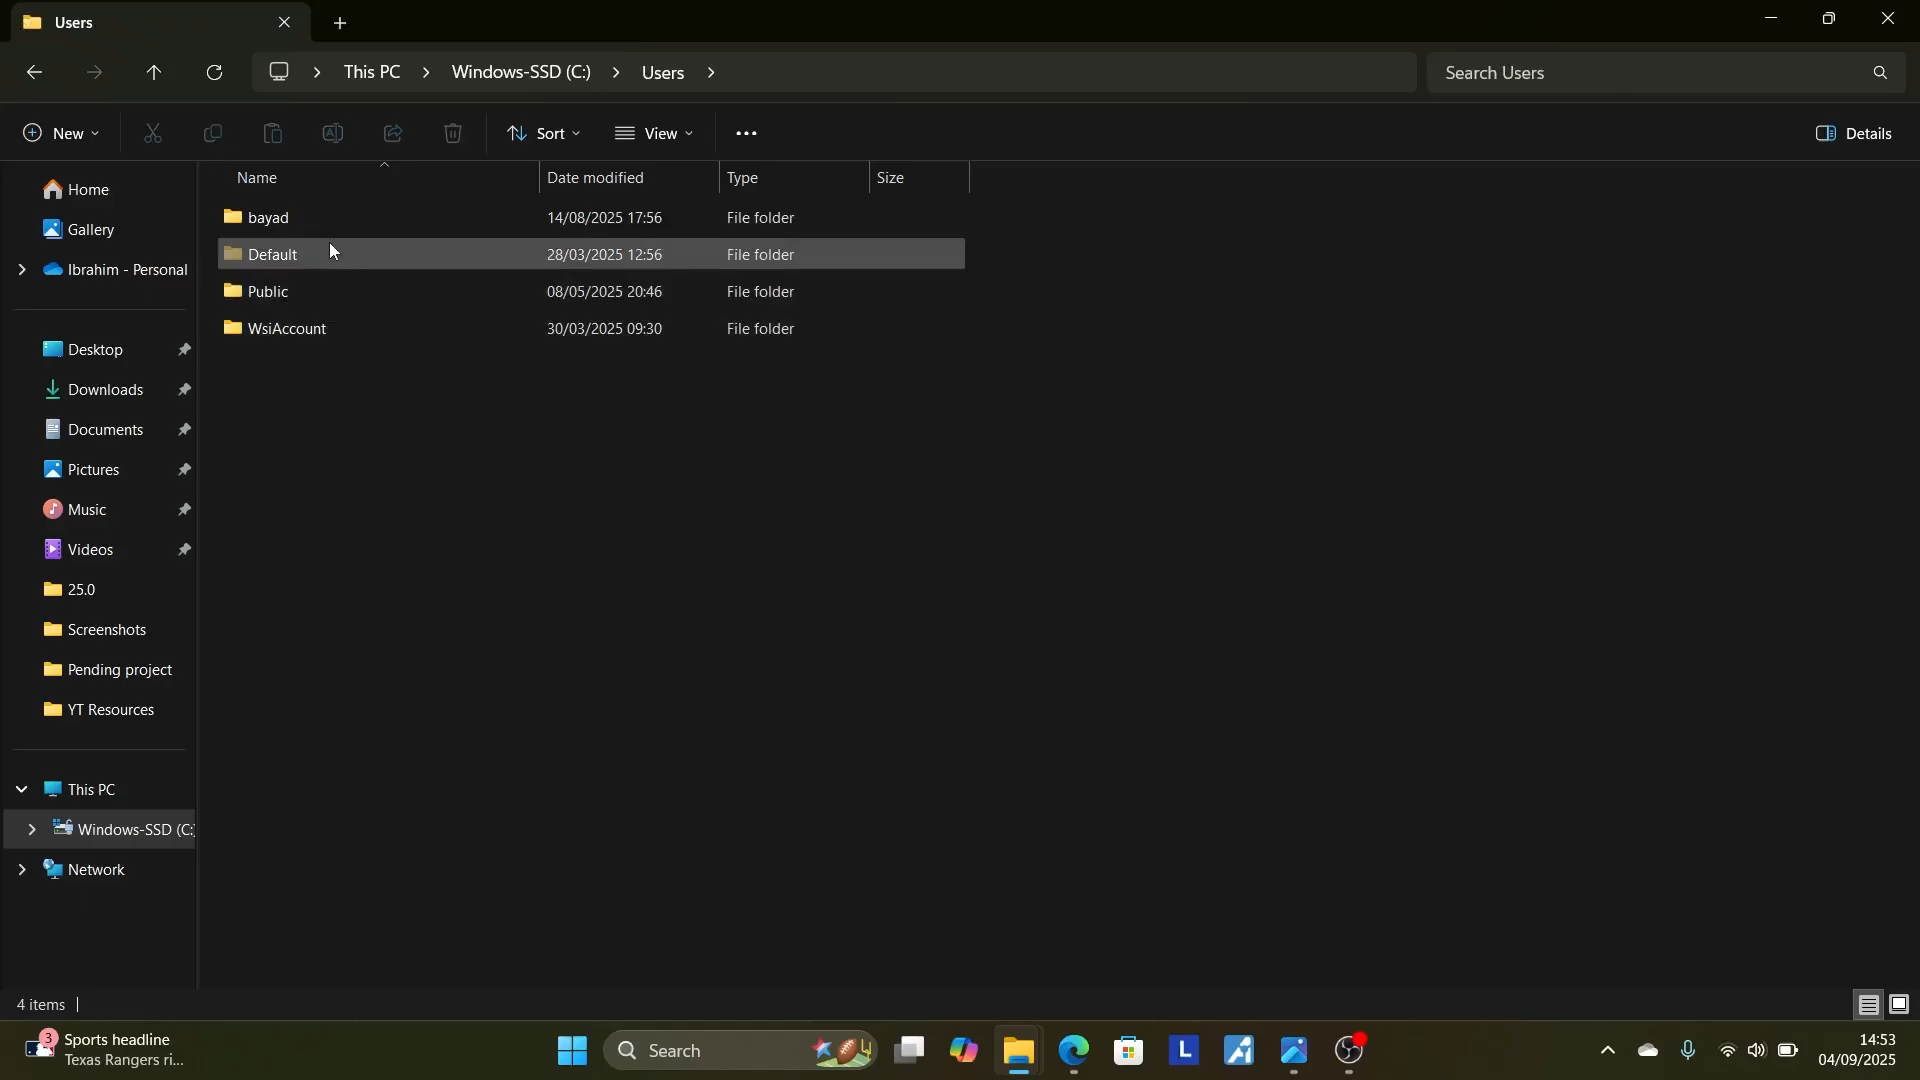 Users
This PC > Windows-SSD (C:) > Users >
Search Users
New
Sort
View
Details
Name
Date modified
Type
Size
bayad 14/08/2025 17:56 File folder
Default 28/03/2025 12:56 File folder
Public 08/05/2025 20:46 File folder
WsiAccount 30/03/2025 09:30 File folder
Home
Gallery
Ibrahim - Personal
Desktop
Downloads
Documents
Pictures
Music
Videos
25.0
Screenshots
Pending project
YT Resources
This PC
Windows-SSD (C:)
Network
4 items
3
Sports headline
Texas Rangers ri...
Search
L
14:53
04/09/2025